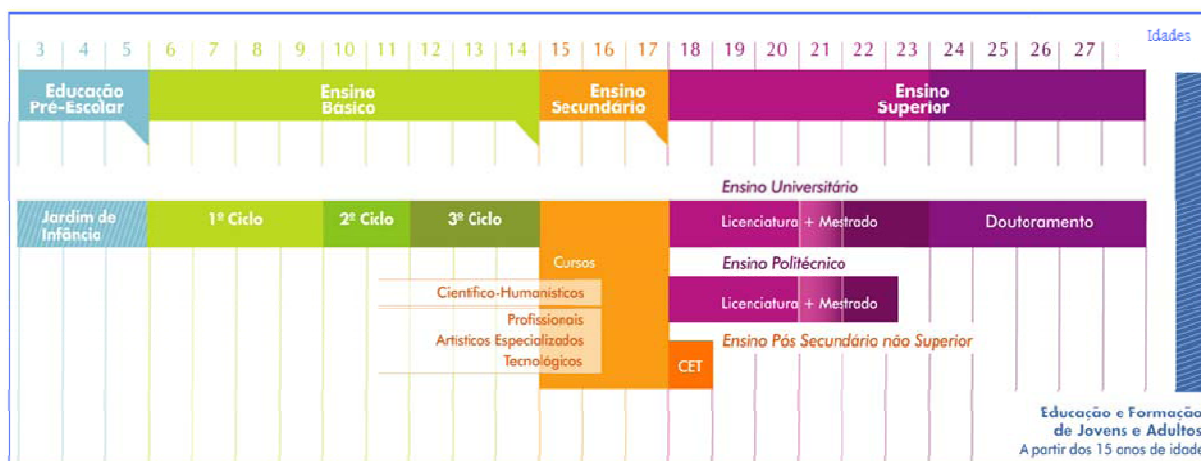 Idades
3 4 5 6 7 8 9 10 11 12 13 14 15 16 17 18 19 20 21 22 23 24 25 26 27
Educação
Pré-Escolar
Ensino
Básico
Ensino
Secundário
Ensino
Superior
Ensino Universitário
Jardim de
Infância
1º Ciclo
2º Ciclo
3º Ciclo
Licenciatura + Mestrado
Doutoramento
Cursos
Científico-Humanísticos
Profissionais
Artísticos Especializados
Tecnológicos
Ensino Politécnico
Licenciatura + Mestrado
Ensino Pós Secundário não Superior
CET
Educação e Formação
de Jovens e Adultos
A partir dos 15 anos de idade